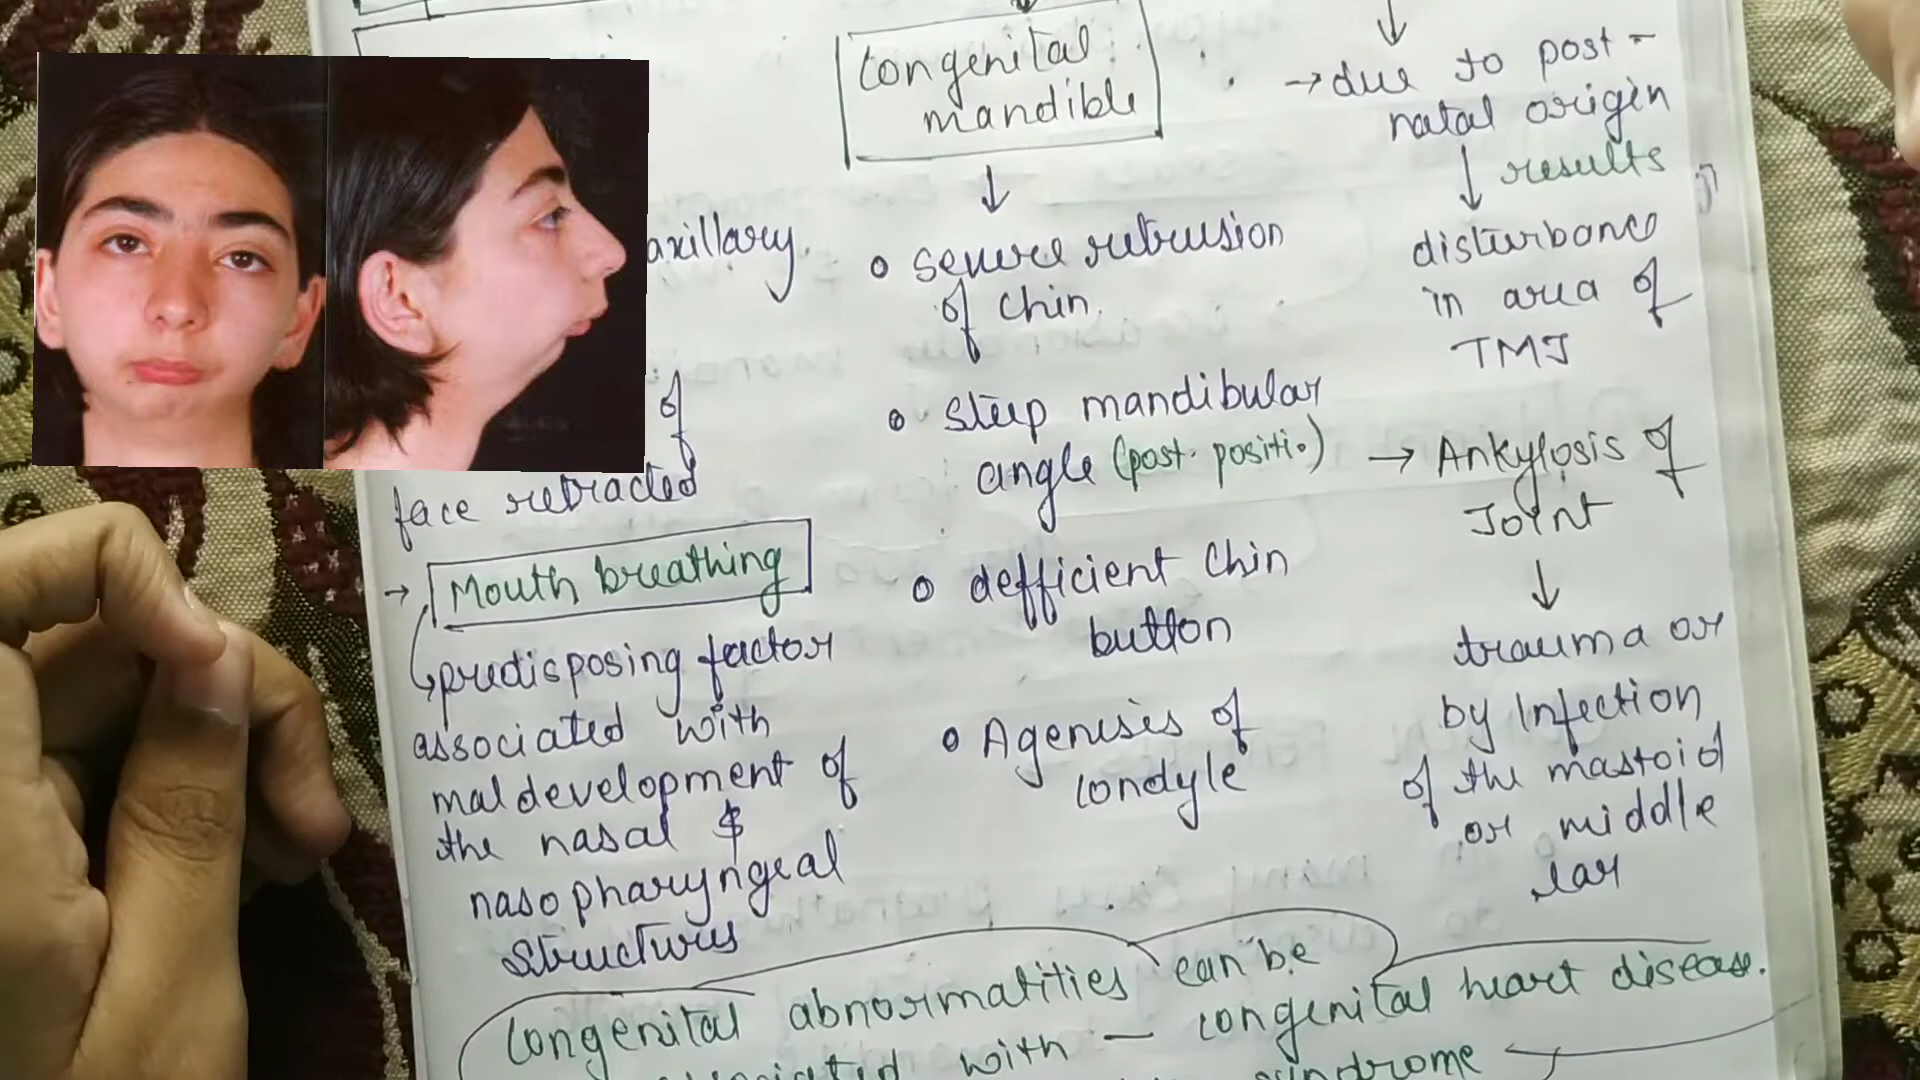 axillary
of
face retracted
→ Mouth breathing
↳ predisposing factor
associated with
maldevelopment of
the nasal &
nasopharyngeal
structures
Congenital
mandible
↓
o severe retrusion
of chin.
o steep mandibular
angle (post. positi.)
o defficient chin
button
o Agenesis of
condyle
↓
→ due to post-
natal origin
↓ results
disturbance
in area of
TMJ
→ Ankylosis of
Joint
↓
trauma or
by Infection
of the mastoid
or middle
ear
Congenital abnormalities can be
with — congenital heart disease.
syndrome